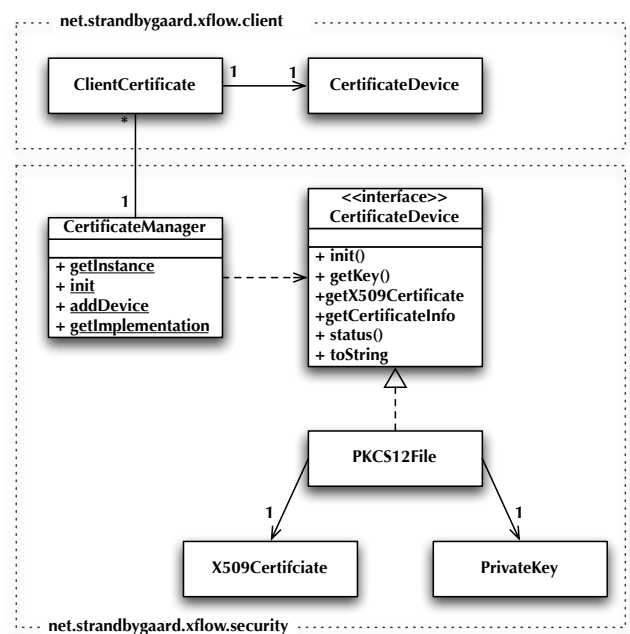 net.strandbygaard.xflow.client
ClientCertificate
1
1
CertificateDevice
*
1
CertificateManager
+ getInstance
+ init
+ addDevice
+ getImplementation
<<interface>>
CertificateDevice
+ init()
+ getKey()
+getX509Certificate
+getCertificateInfo
+ status()
+ toString
PKCS12File
1
1
X509Certifciate
PrivateKey
net.strandbygaard.xflow.security